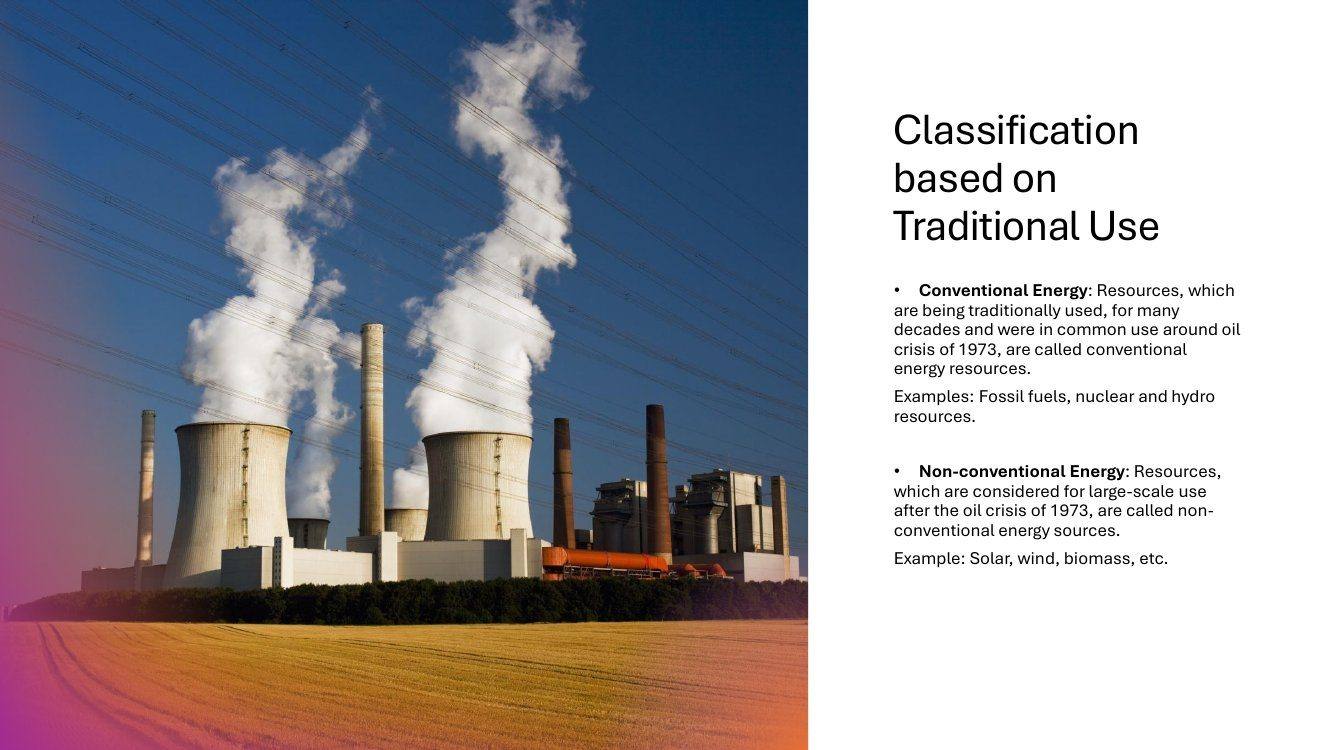 Classification
based on
Traditional Use
• Conventional Energy: Resources, which
are being traditionally used, for many
decades and were in common use around oil
crisis of 1973, are called conventional
energy resources.
Examples: Fossil fuels, nuclear and hydro
resources.
• Non-conventional Energy: Resources,
which are considered for large-scale use
after the oil crisis of 1973, are called non-
conventional energy sources.
Example: Solar, wind, biomass, etc.